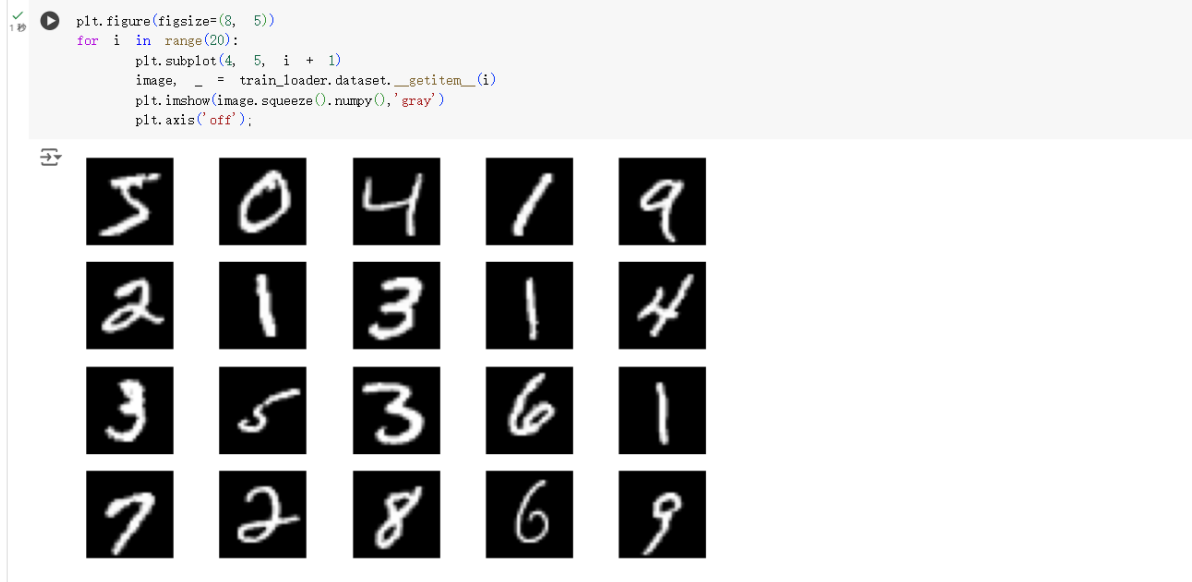 plt.figure(figsize=(8, 5))
for i in range(20):
plt.subplot(4, 5, i + 1)
image, _ = train_loader.dataset.__getitem__(i)
plt.imshow(image.squeeze().numpy(),'gray')
plt.axis('off');
1 秒
5 0 4 1 9
2 1 3 1 4
3 5 3 6 1
7 2 8 6 9